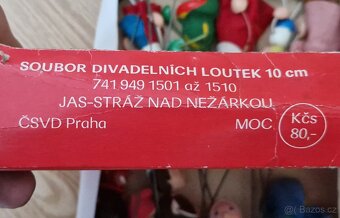 SOUBOR DIVADELNÍCH LOUTEK 10 cm
741 949 1501 až 1510
JAS-STRÁŽ NAD NEŽÁRKOU
ČSVD Praha MOC Kčs 80,-
Bazos.cz